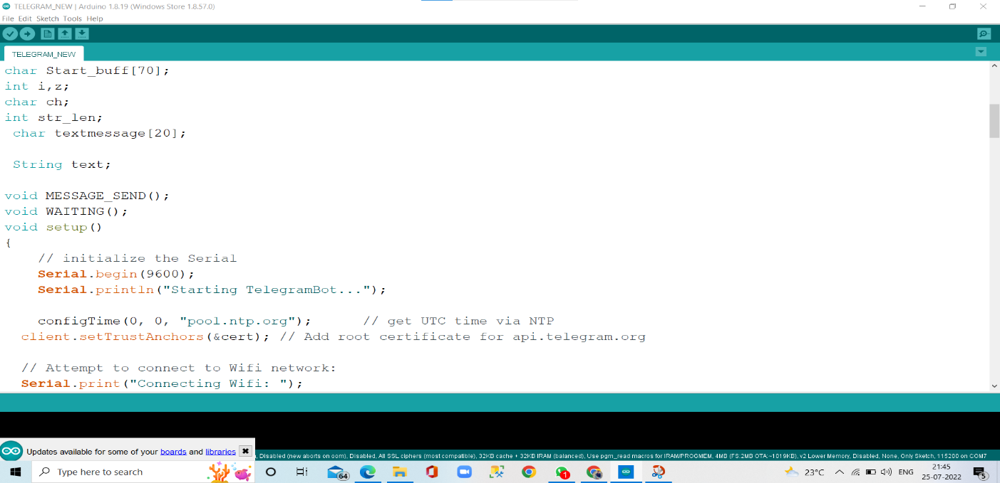 TELEGRAM_NEW | Arduino 1.8.19 (Windows Store 1.8.57.0)
File Edit Sketch Tools Help
TELEGRAM_NEW
char Start_buff[70];
int i,z;
char ch;
int str_len;
char textmessage[20];
String text;
void MESSAGE_SEND();
void WAITING();
void setup()
{
// initialize the Serial
Serial.begin(9600);
Serial.println("Starting TelegramBot...");
configTime(0, 0, "pool.ntp.org"); // get UTC time via NTP
client.setTrustAnchors(&cert); // Add root certificate for api.telegram.org
// Attempt to connect to Wifi network:
Serial.print("Connecting Wifi: ");
Updates available for some of your boards and libraries
, Disabled (new aborts on oom), Disabled, All SSL ciphers (most compatible), 32KB cache + 32KB IRAM (balanced), Use pgm_read macros for IRAM/PROGMEM, 4MB (FS:2MB OTA:~1019KB), v2 Lower Memory, Disabled, None, Only Sketch, 115200 on COM7
Type here to search
64
1
23°C
ENG
21:45
25-07-2022
5